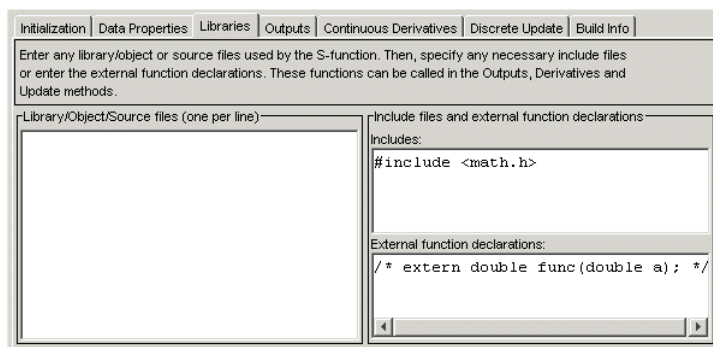 Initialization Data Properties Libraries Outputs Continuous Derivatives Discrete Update Build Info
Enter any library/object or source files used by the S-function. Then, specify any necessary include files
or enter the external function declarations. These functions can be called in the Outputs, Derivatives and
Update methods.
Library/Object/Source files (one per line)
Include files and external function declarations
Includes:
#include <math.h>
External function declarations:
/* extern double func(double a); */